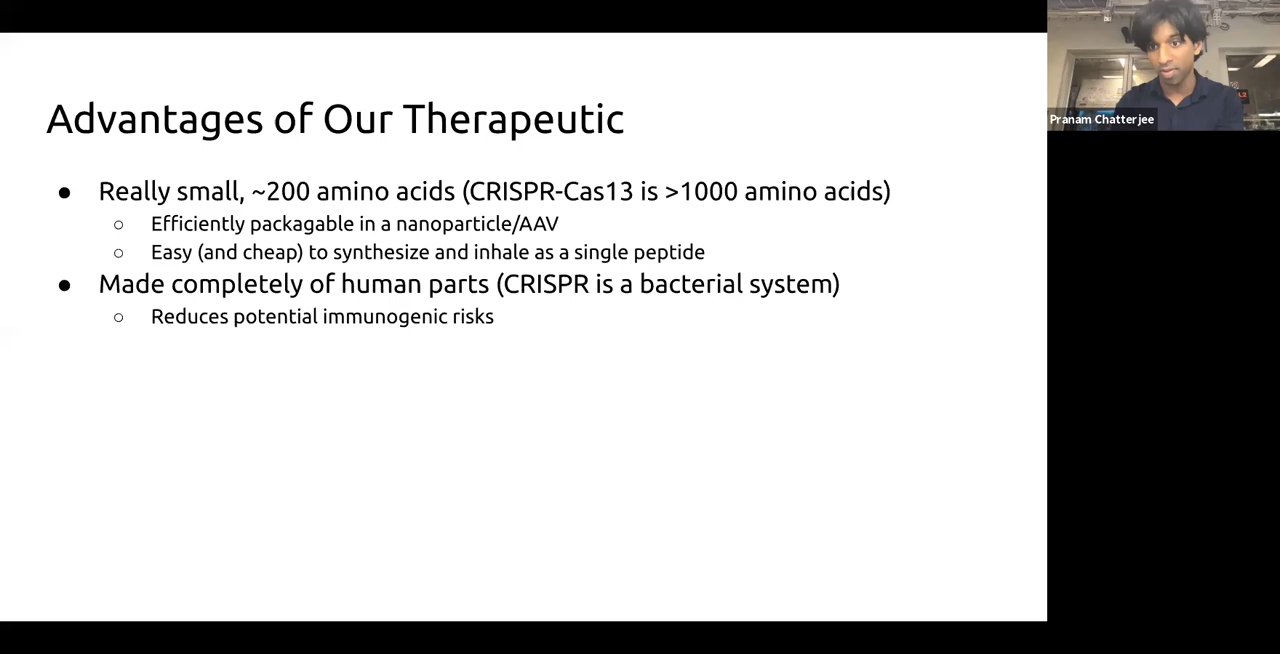 Advantages of Our Therapeutic
● Really small, ~200 amino acids (CRISPR-Cas13 is >1000 amino acids)
○ Efficiently packagable in a nanoparticle/AAV
○ Easy (and cheap) to synthesize and inhale as a single peptide
● Made completely of human parts (CRISPR is a bacterial system)
○ Reduces potential immunogenic risks
Pranam Chatterjee